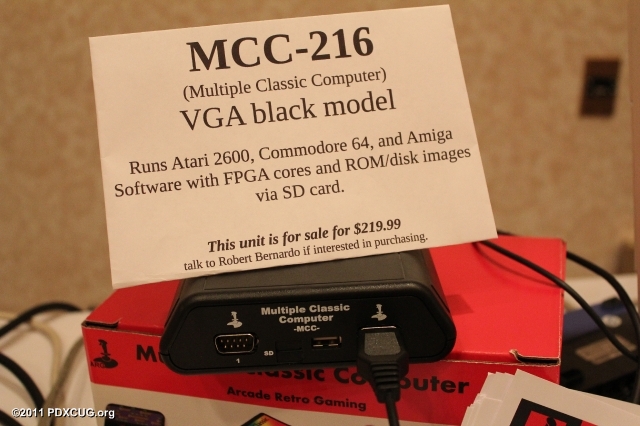 MCC-216
(Multiple Classic Computer)
VGA black model
Runs Atari 2600, Commodore 64, and Amiga
Software with FPGA cores and ROM/disk images
via SD card.
This unit is for sale for $219.99
talk to Robert Bernardo if interested in purchasing.
Multiple Classic
Computer
-MCC-
SD
1
Classic Computer
Arcade Retro Gaming
©2011 PDXCUG.org